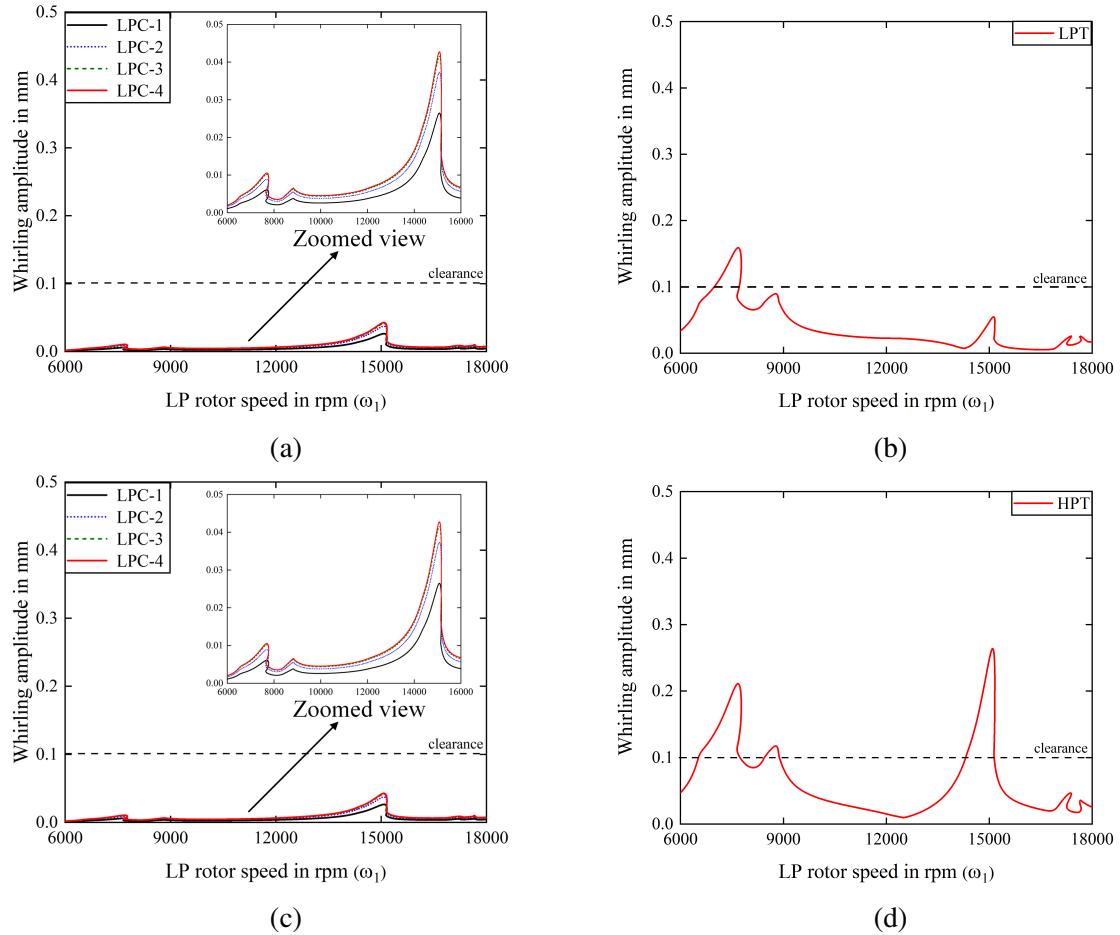 0.5
0.4
0.3
0.2
0.1
0.0
Whirling amplitude in mm
LPC-1
LPC-2
LPC-3
LPC-4
0.05
0.04
0.03
0.02
0.01
0.00
6000 8000 10000 12000 14000 16000
Zoomed view
clearance
6000 9000 12000 15000 18000
LP rotor speed in rpm (ω₁)
(a)
0.5
0.4
0.3
0.2
0.1
0.0
Whirling amplitude in mm
LPT
clearance
6000 9000 12000 15000 18000
LP rotor speed in rpm (ω₁)
(b)
0.5
0.4
0.3
0.2
0.1
0.0
Whirling amplitude in mm
LPC-1
LPC-2
LPC-3
LPC-4
0.05
0.04
0.03
0.02
0.01
0.00
6000 8000 10000 12000 14000 16000
Zoomed view
clearance
6000 9000 12000 15000 18000
LP rotor speed in rpm (ω₁)
(c)
0.5
0.4
0.3
0.2
0.1
0.0
Whirling amplitude in mm
HPT
clearance
6000 9000 12000 15000 18000
LP rotor speed in rpm (ω₁)
(d)